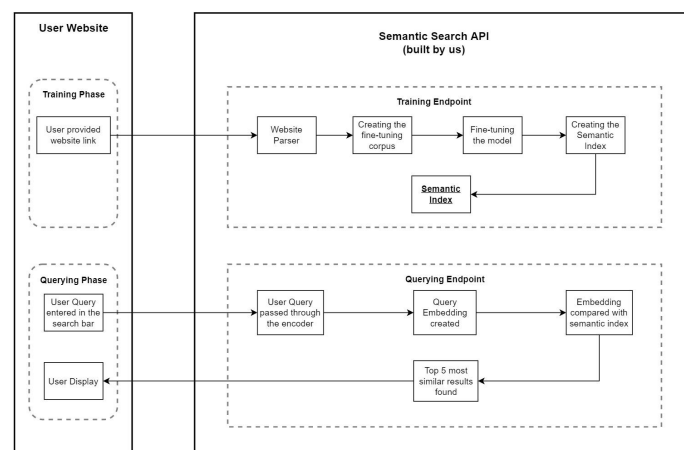 User Website
Semantic Search API
(built by us)
Training Phase
User provided
website link
Training Endpoint
Website
Parser
Creating the
fine-tuning
corpus
Fine-tuning
the model
Creating the
Semantic
Index
Semantic
Index
Querying Phase
User Query
entered in the
search bar
User Display
Querying Endpoint
User Query
passed through
the encoder
Query
Embedding
created
Embedding
compared with
semantic index
Top 5 most
similar results
found